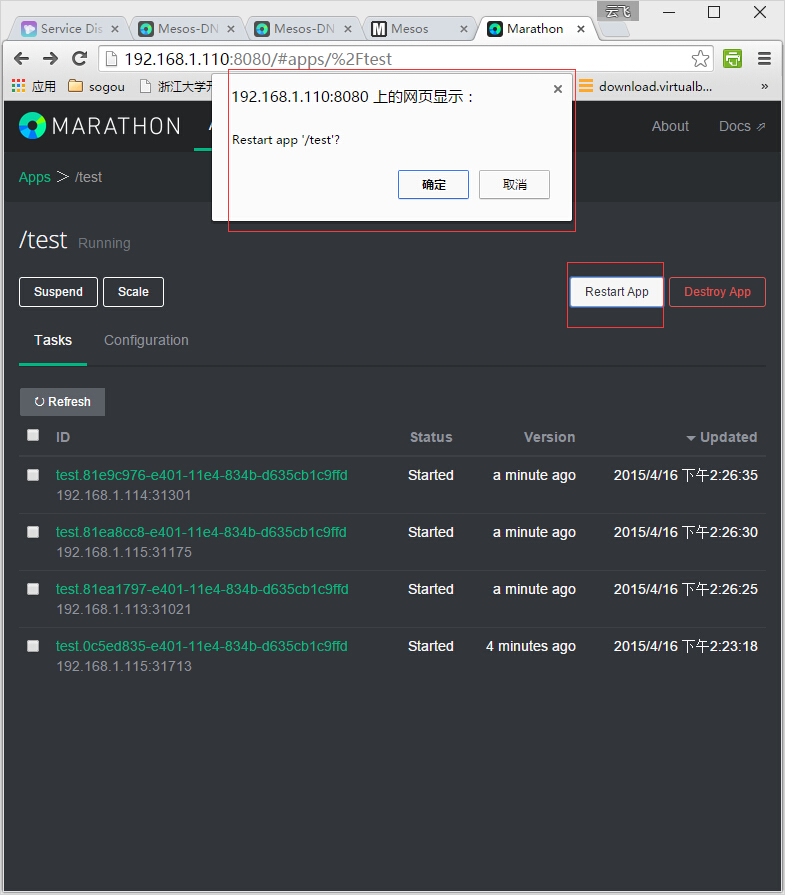 云飞
Service Dis
Mesos-DN
Mesos-DN
Mesos
Marathon
192.168.1.110:8080/#apps/%2Ftest
应用
sogou
浙江大学开
download.virtualb...
»
192.168.1.110:8080 上的网页显示：
Restart app '/test'?
确定
取消
MARATHON
About
Docs
Apps > /test
/test Running
Suspend
Scale
Restart App
Destroy App
Tasks
Configuration
Refresh
ID Status Version Updated
test.81e9c976-e401-11e4-834b-d635cb1c9ffd Started a minute ago 2015/4/16 下午2:26:35
192.168.1.114:31301
test.81ea8cc8-e401-11e4-834b-d635cb1c9ffd Started a minute ago 2015/4/16 下午2:26:30
192.168.1.115:31175
test.81ea1797-e401-11e4-834b-d635cb1c9ffd Started a minute ago 2015/4/16 下午2:26:25
192.168.1.113:31021
test.0c5ed835-e401-11e4-834b-d635cb1c9ffd Started 4 minutes ago 2015/4/16 下午2:23:18
192.168.1.115:31713